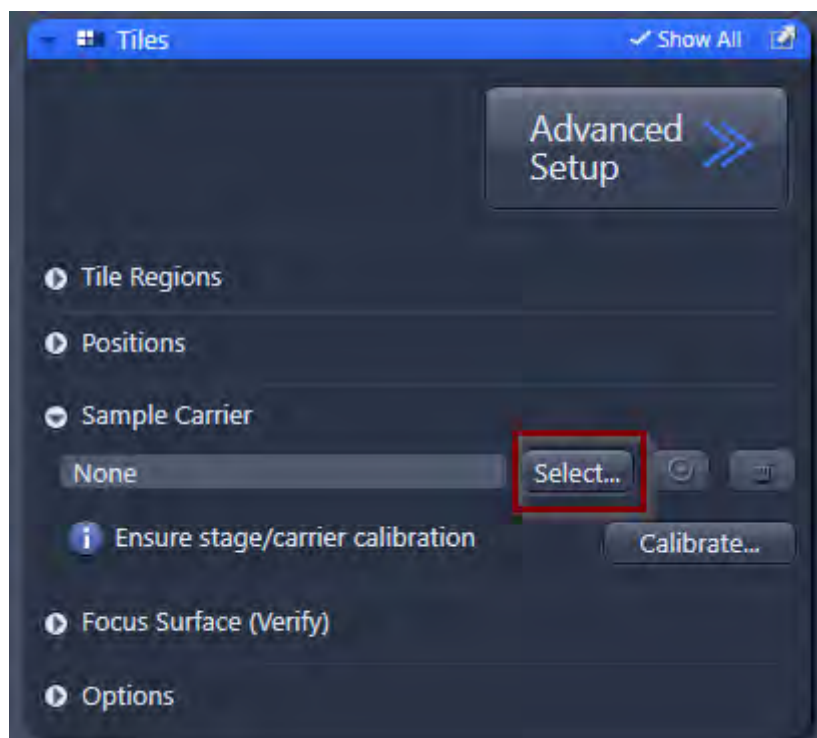 Tiles
Show All
Advanced
Setup
Tile Regions
Positions
Sample Carrier
None
Select...
Ensure stage/carrier calibration
Calibrate...
Focus Surface (Verify)
Options